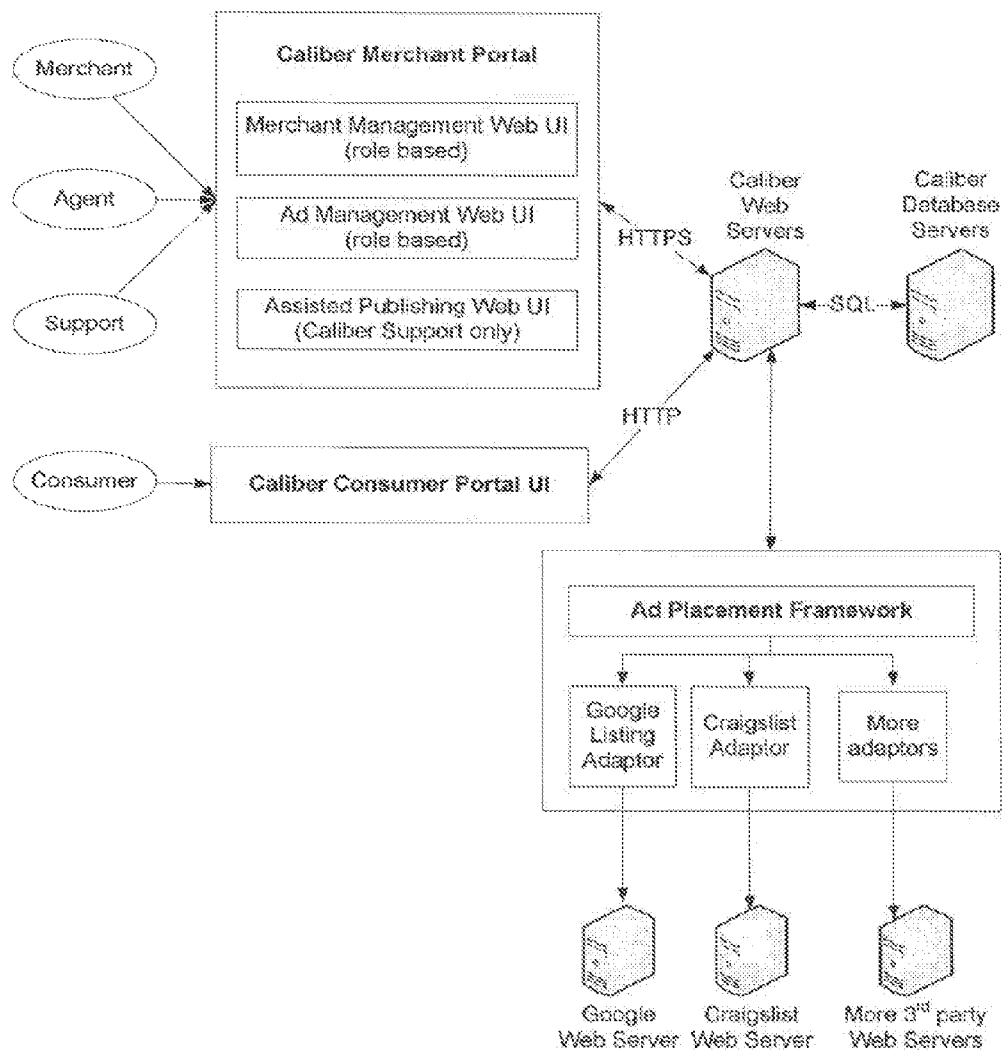 Merchant
Agent
Support
Caliber Merchant Portal
Merchant Management Web UI
(role based)
Ad Management Web UI
(role based)
Assisted Publishing Web UI
(Caliber Support only)
HTTPS
Caliber
Web
Servers
Caliber
Database
Servers
SQL
HTTP
Consumer
Caliber Consumer Portal UI
Ad Placement Framework
Google
Listing
Adaptor
Craigslist
Adaptor
More
adaptors
Google
Web Server
Craigslist
Web Server
More 3rd party
Web Servers